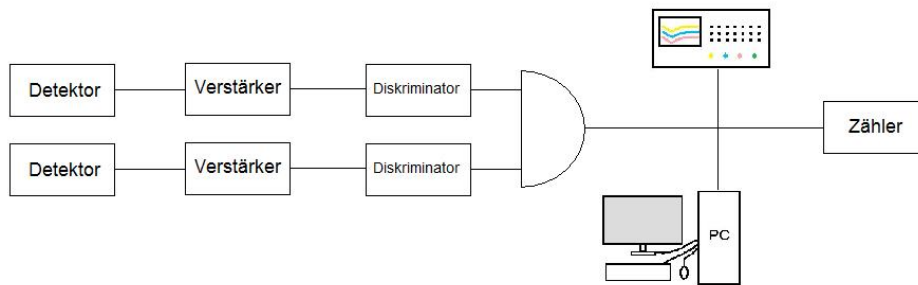 Detektor
Verstärker
Diskriminator
Zähler
Detektor
Verstärker
Diskriminator
PC